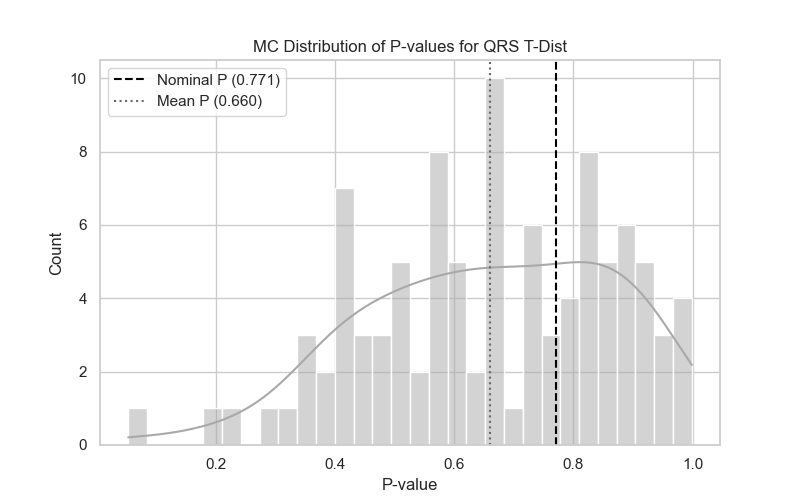 MC Distribution of P-values for QRS T-Dist
Nominal P (0.771)
Mean P (0.660)
10
8
6
4
2
0
Count
0.2 0.4 0.6 0.8 1.0
P-value